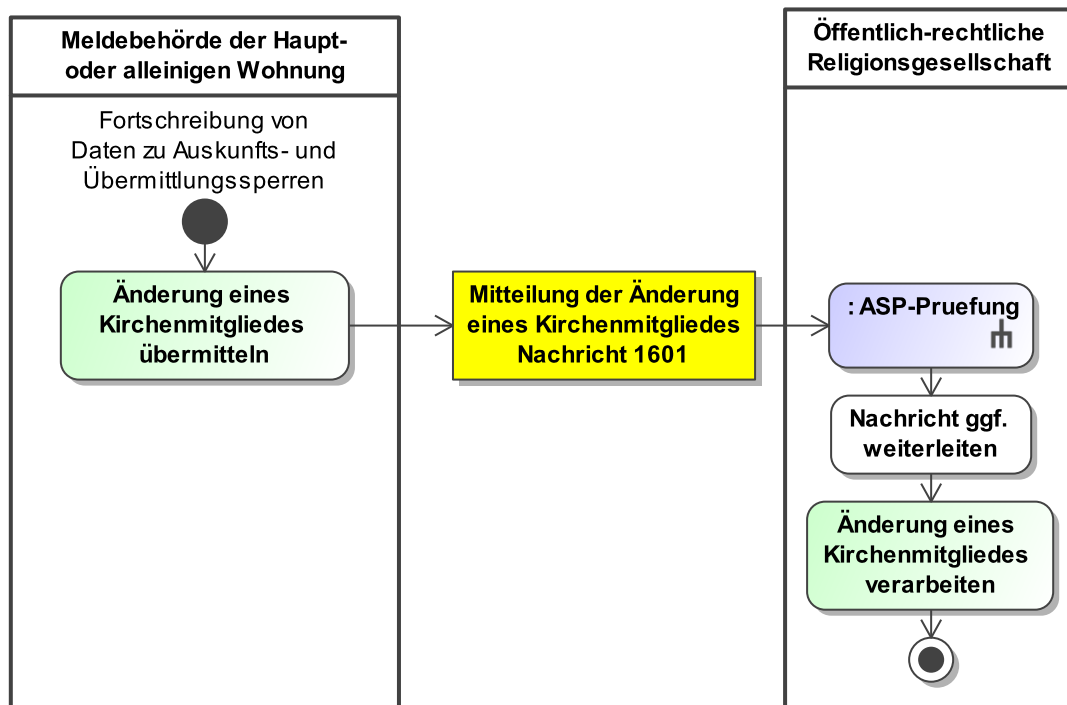 Meldebehörde der Haupt-
oder alleinigen Wohnung
Fortschreibung von
Daten zu Auskunfts- und
Übermittlungssperren
Änderung eines
Kirchenmitgliedes
übermitteln
Mitteilung der Änderung
eines Kirchenmitgliedes
Nachricht 1601
Öffentlich-rechtliche
Religionsgesellschaft
: ASP-Pruefung
Nachricht ggf.
weiterleiten
Änderung eines
Kirchenmitgliedes
verarbeiten